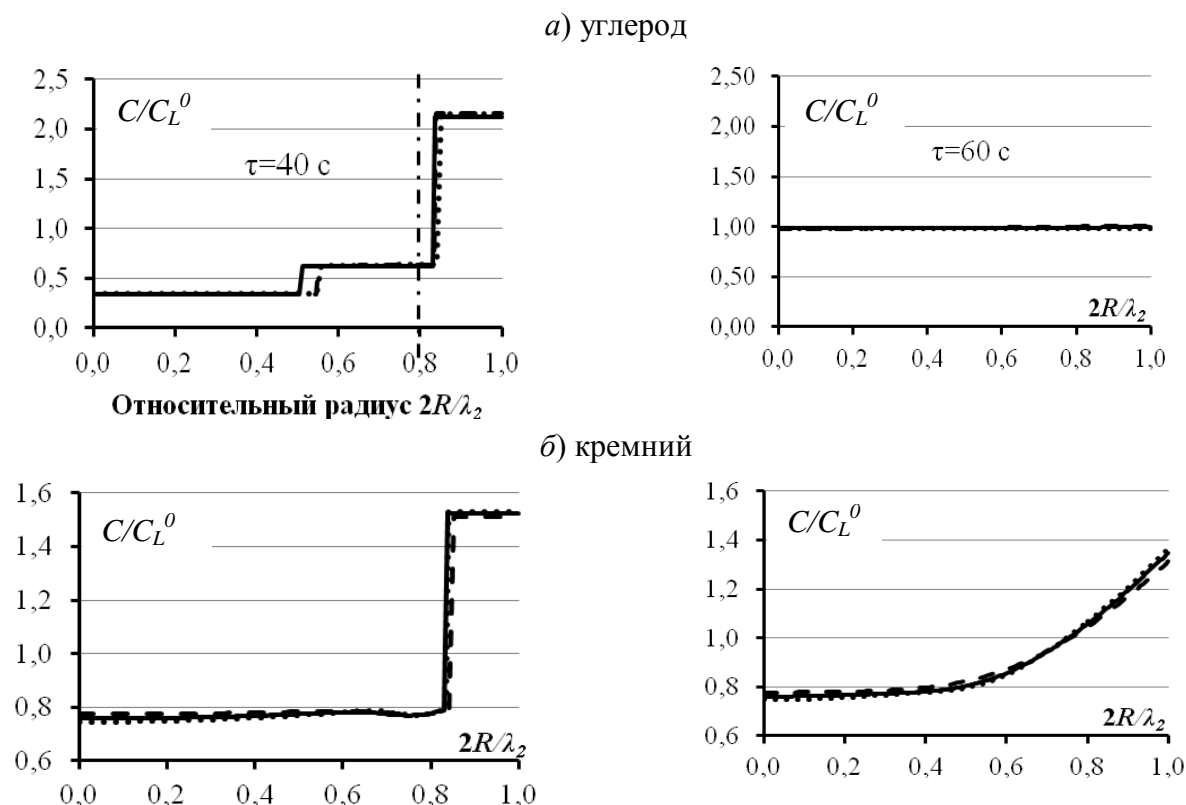 а) углерод
2,5
2,0
1,5
1,0
0,5
0,0
C/C_L^0
τ=40 с
0,0 0,2 0,4 0,6 0,8 1,0
Относительный радиус 2R/λ₂
2,50
2,00
1,50
1,00
0,50
0,00
C/C_L^0
τ=60 с
2R/λ₂
0,0 0,2 0,4 0,6 0,8 1,0
б) кремний
1,6
1,4
1,2
1,0
0,8
0,6
C/C_L^0
2R/λ₂
0,0 0,2 0,4 0,6 0,8 1,0
1,6
1,4
1,2
1,0
0,8
0,6
C/C_L^0
2R/λ₂
0,0 0,2 0,4 0,6 0,8 1,0